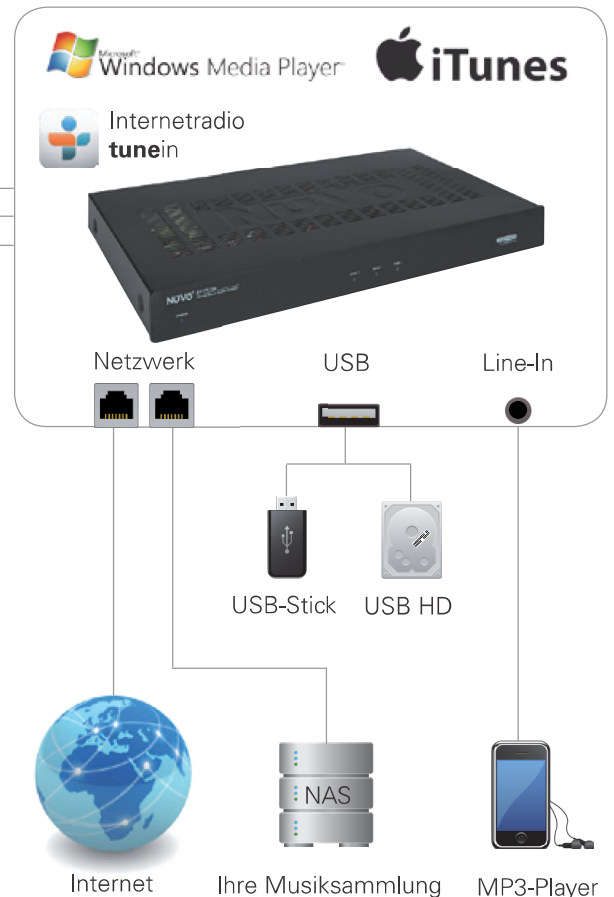 Microsoft
Windows Media Player
iTunes
Internetradio
tunein
NUVO
Netzwerk
USB
Line-In
USB-Stick
USB HD
NAS
Internet
Ihre Musiksammlung
MP3-Player